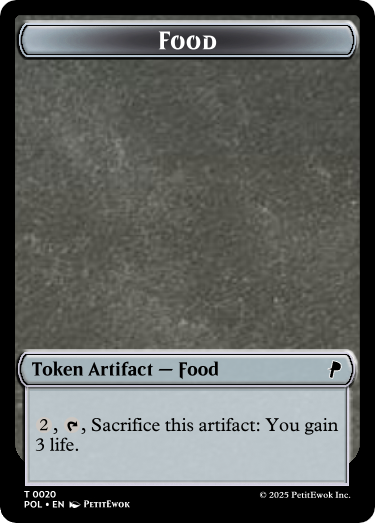 Food
Token Artifact — Food
2, , Sacrifice this artifact: You gain
3 life.
T 0020
© 2025 PetitEwok Inc.
POL • EN PetitEwok